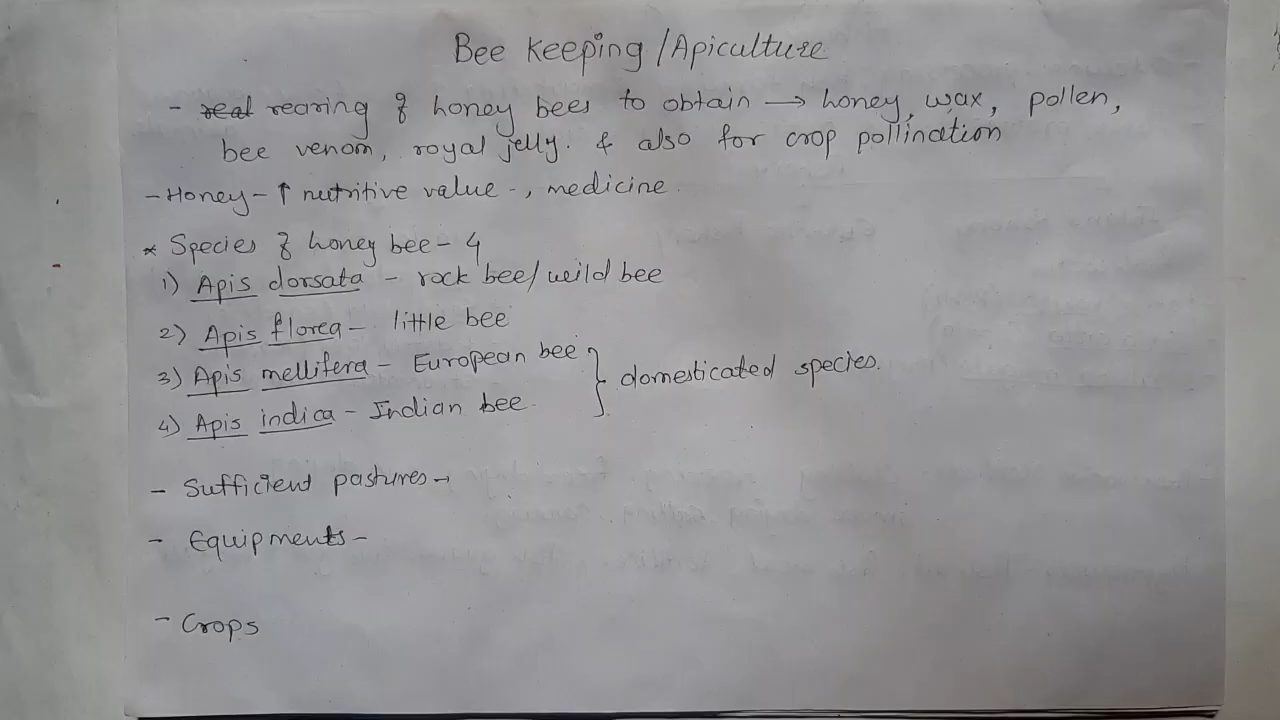 Bee Keeping /Apiculture
- real rearing of honey bees to obtain → honey, wax, pollen,
bee venom, royal jelly. & also for crop pollination
- Honey - ↑ nutritive value -, medicine.
* Species of honey bee - 4
1) Apis dorsata - rock bee/wild bee
2) Apis florea - little bee
3) Apis mellifera - European bee } domesticated species.
4) Apis indica - Indian bee.
- Sufficient pastures →
- Equipments -
- Crops